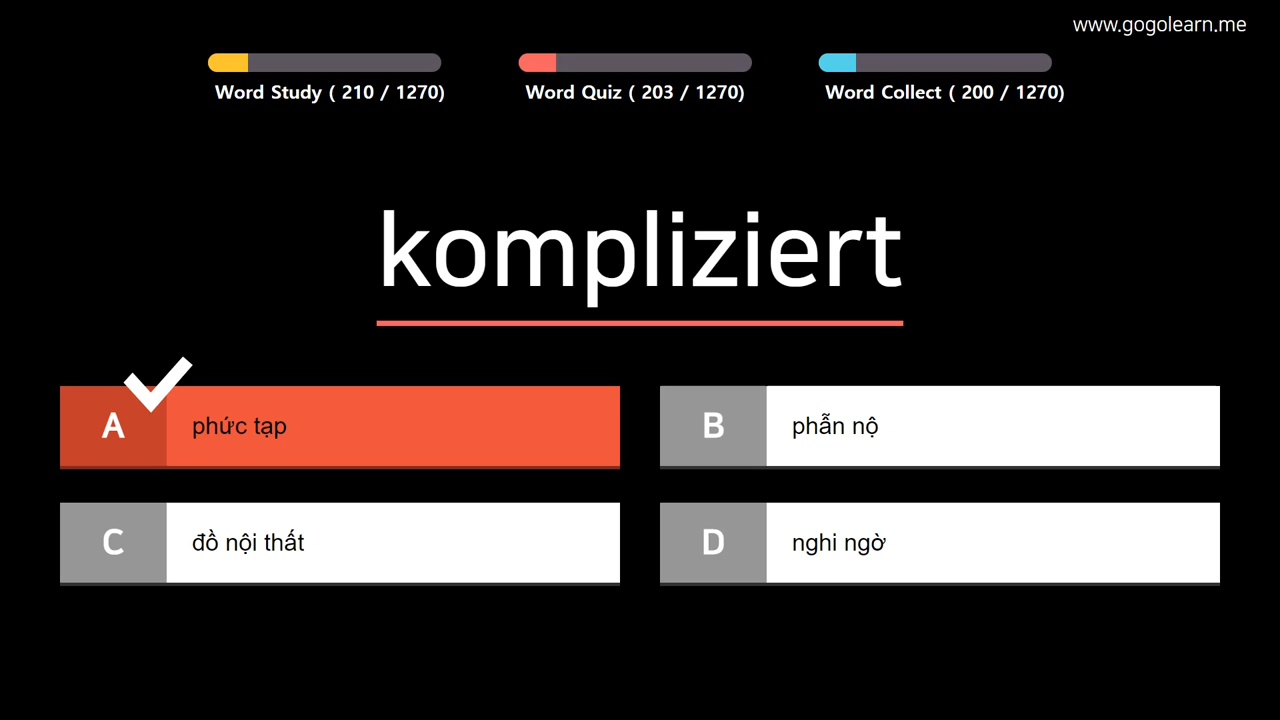 www.gogolearn.me
Word Study ( 210 / 1270)
Word Quiz ( 203 / 1270)
Word Collect ( 200 / 1270)
kompliziert
A phức tạp
B phẫn nộ
C đồ nội thất
D nghi ngờ